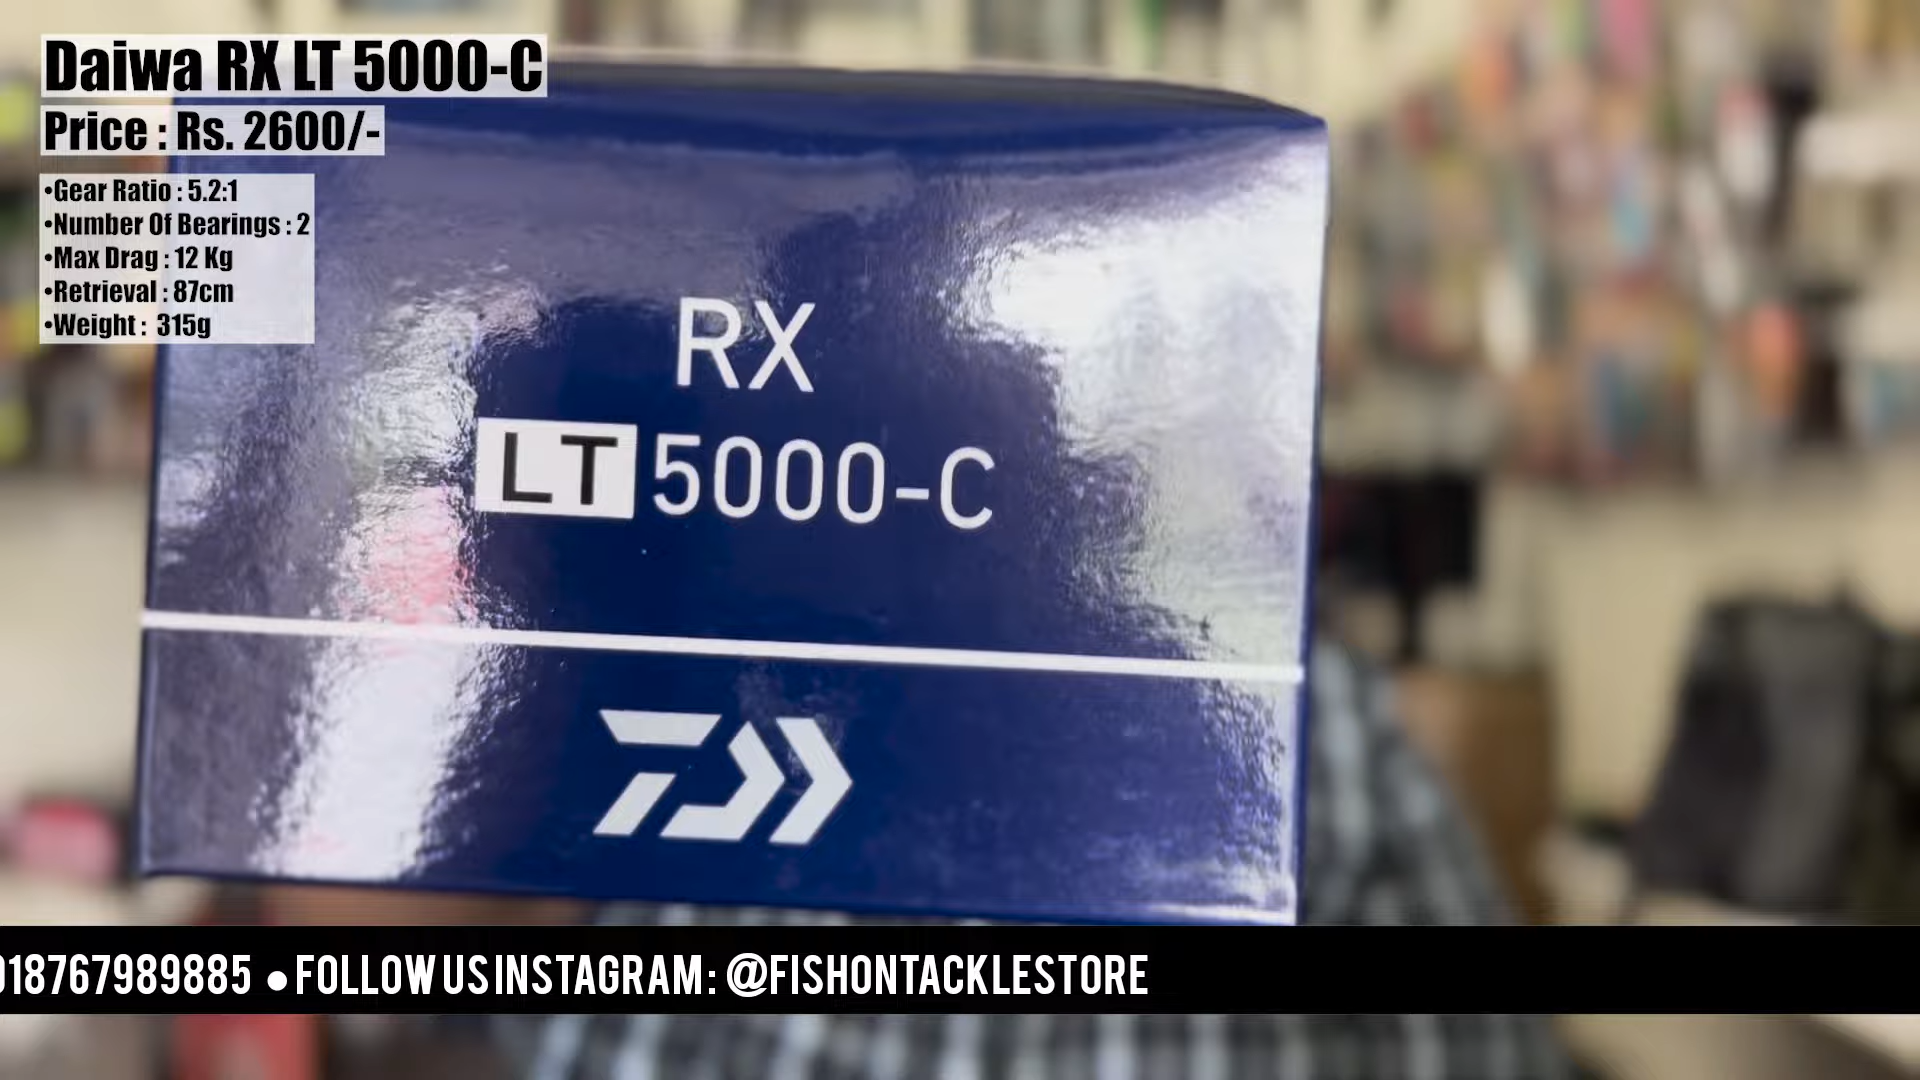 Daiwa RX LT 5000-C
Price : Rs. 2600/-
•Gear Ratio : 5.2:1
•Number Of Bearings : 2
•Max Drag : 12 Kg
•Retrieval : 87cm
•Weight : 315g
RX
LT 5000-C
18767989885 ● FOLLOW US INSTAGRAM : @FISHONTACKLESTORE